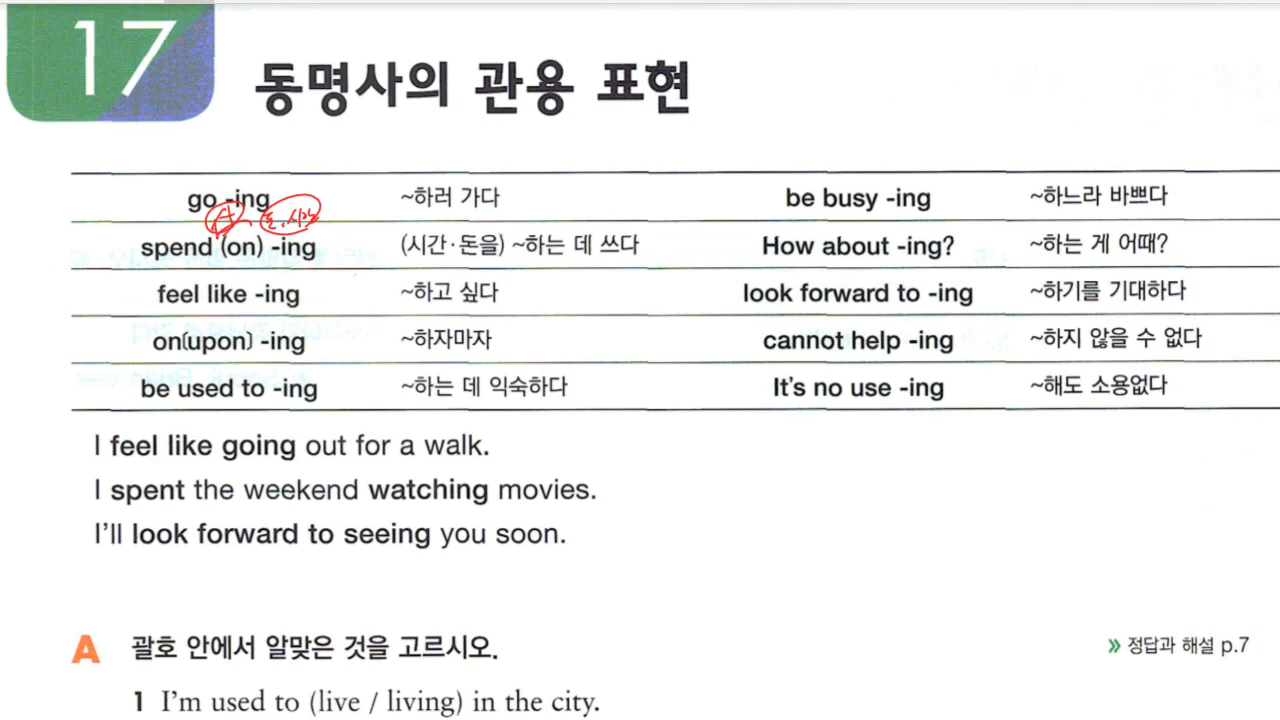 17
동명사의 관용 표현
go -ing ~하러 가다 be busy -ing ~하느라 바쁘다
A 돈, 시간
spend (on) -ing (시간·돈을) ~하는 데 쓰다 How about -ing? ~하는 게 어때?
feel like -ing ~하고 싶다 look forward to -ing ~하기를 기대하다
on(upon) -ing ~하자마자 cannot help -ing ~하지 않을 수 없다
be used to -ing ~하는 데 익숙하다 It's no use -ing ~해도 소용없다
I feel like going out for a walk.
I spent the weekend watching movies.
I'll look forward to seeing you soon.
A 괄호 안에서 알맞은 것을 고르시오. » 정답과 해설 p.7
1 I'm used to (live / living) in the city.